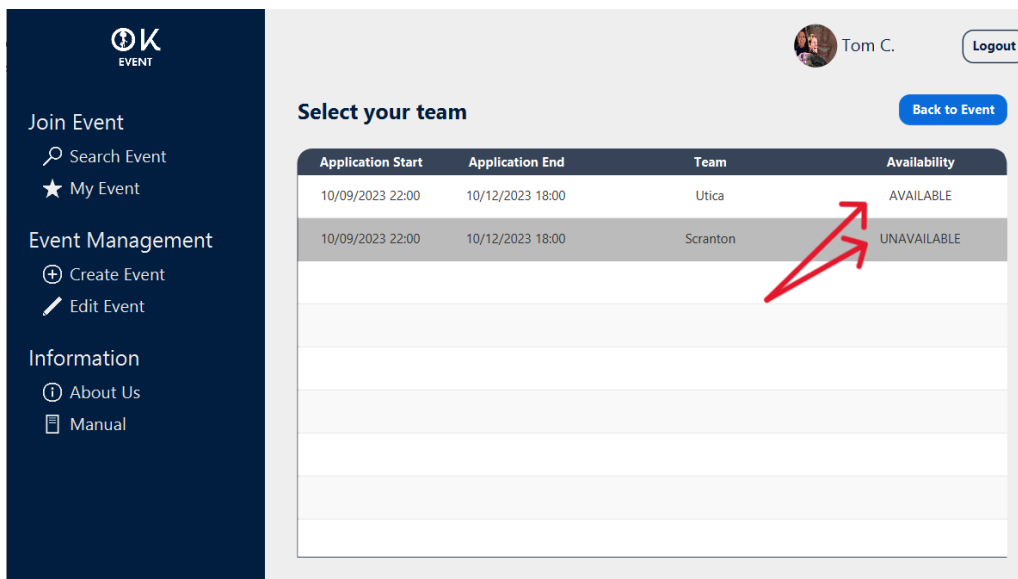 OK
EVENT
Tom C.
Logout
Join Event
Search Event
My Event
Event Management
Create Event
Edit Event
Information
About Us
Manual
Select your team
Back to Event
Application Start Application End Team Availability
10/09/2023 22:00 10/12/2023 18:00 Utica AVAILABLE
10/09/2023 22:00 10/12/2023 18:00 Scranton UNAVAILABLE